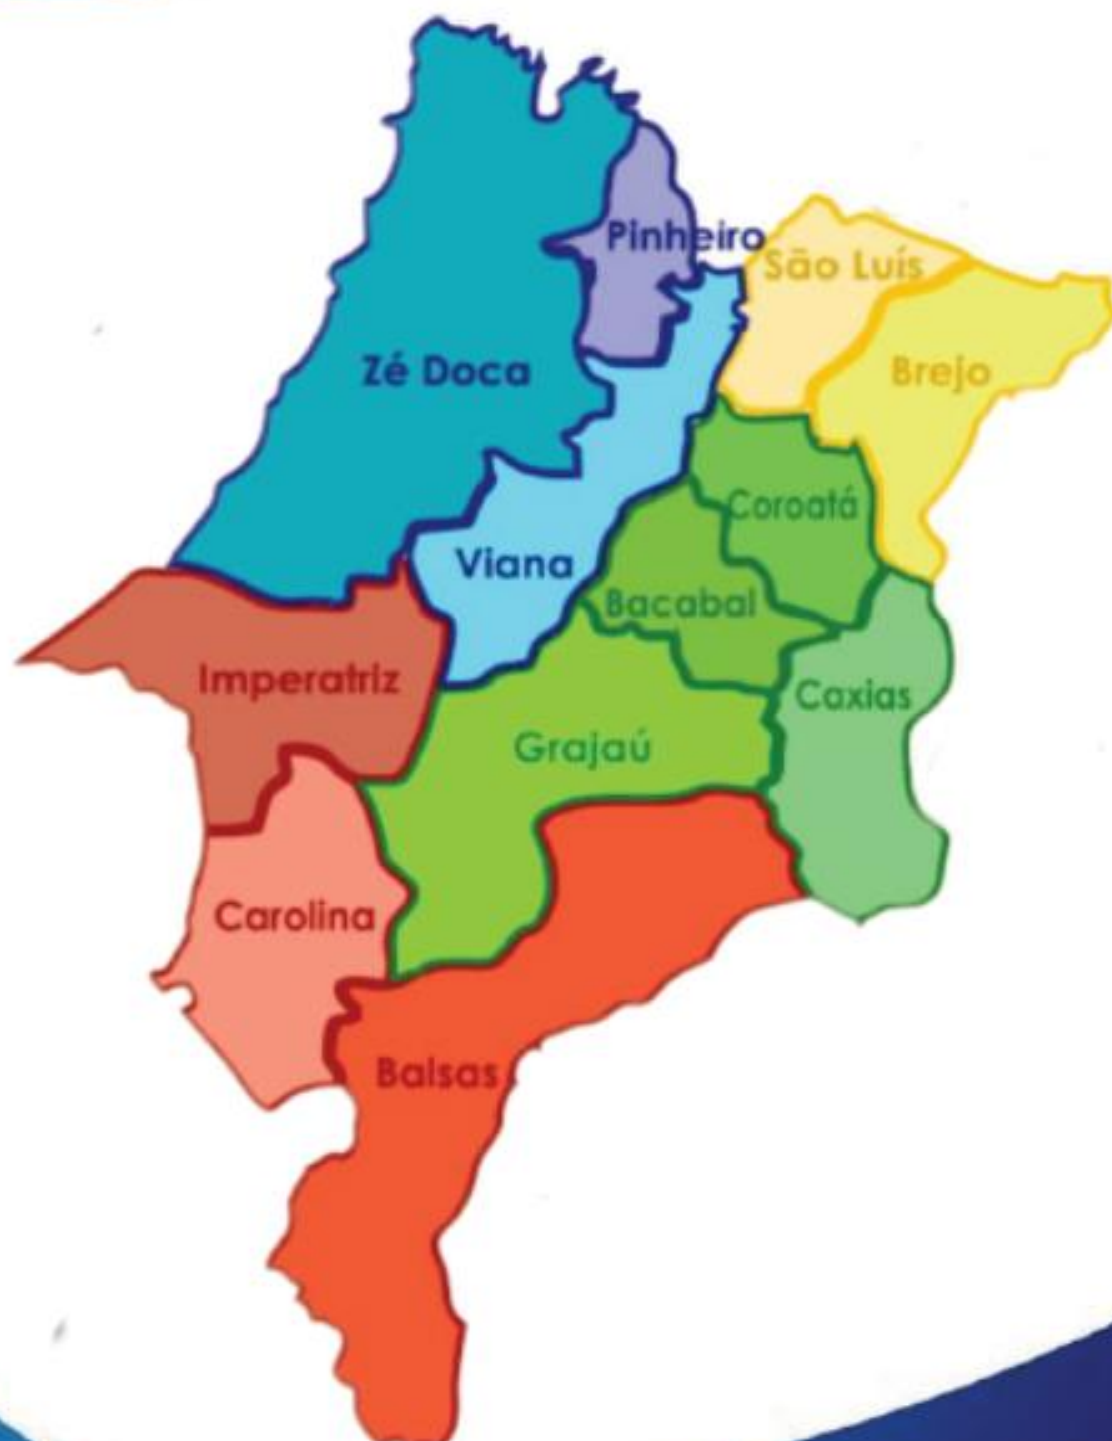 Pinheiro
São Luís
Zé Doca
Brejo
Coroatá
Viana
Bacabal
Imperatriz
Caxias
Grajaú
Carolina
Balsas